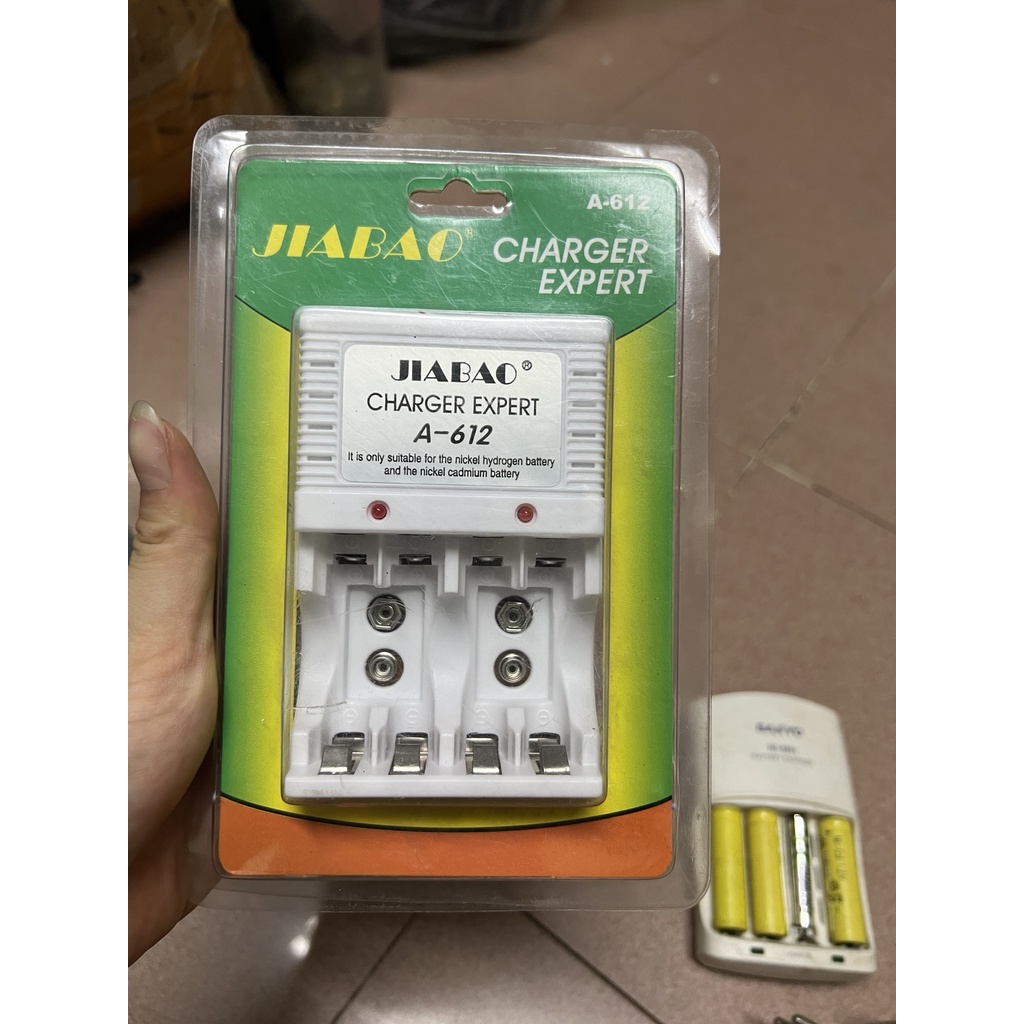 A-612
JIABAO®
CHARGER
EXPERT
JIABAO®
CHARGER EXPERT
A-612
It is only suitable for the nickel hydrogen battery
and the nickel cadmium battery
SANYO